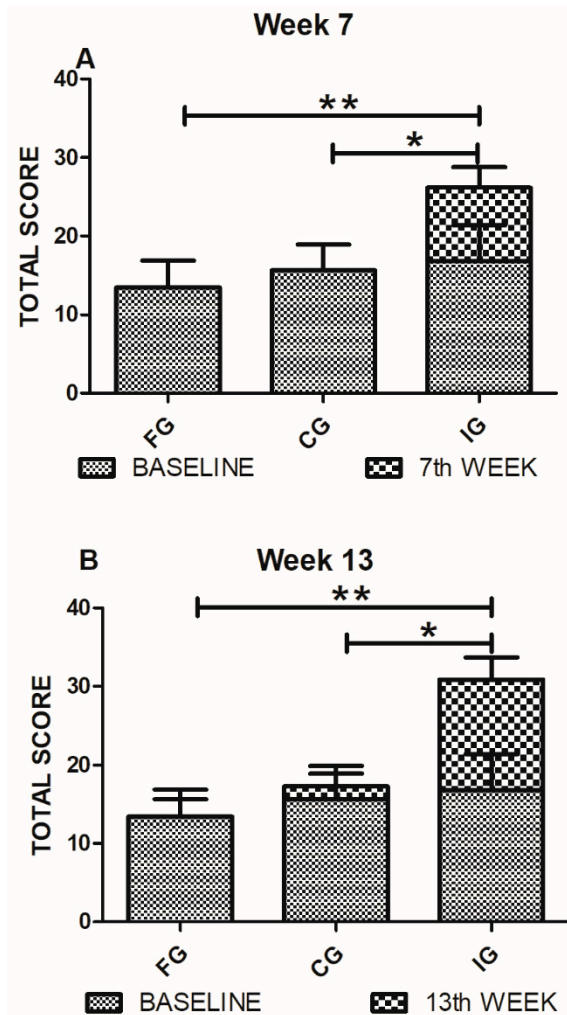 Week 7
A
40
**
30
*
20
10
0
TOTAL SCORE
FG CG IG
BASELINE 7th WEEK
B Week 13
40
**
30
*
20
10
0
TOTAL SCORE
FG CG IG
BASELINE 13th WEEK